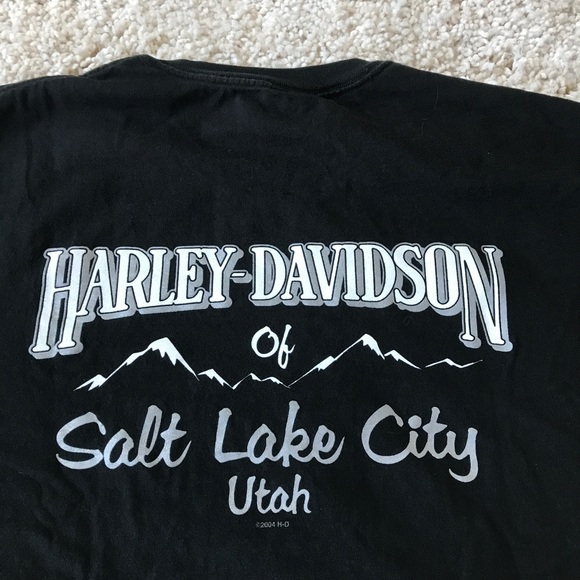 HARLEY-DAVIDSON
Of
Salt Lake City
Utah
©2004 H-D